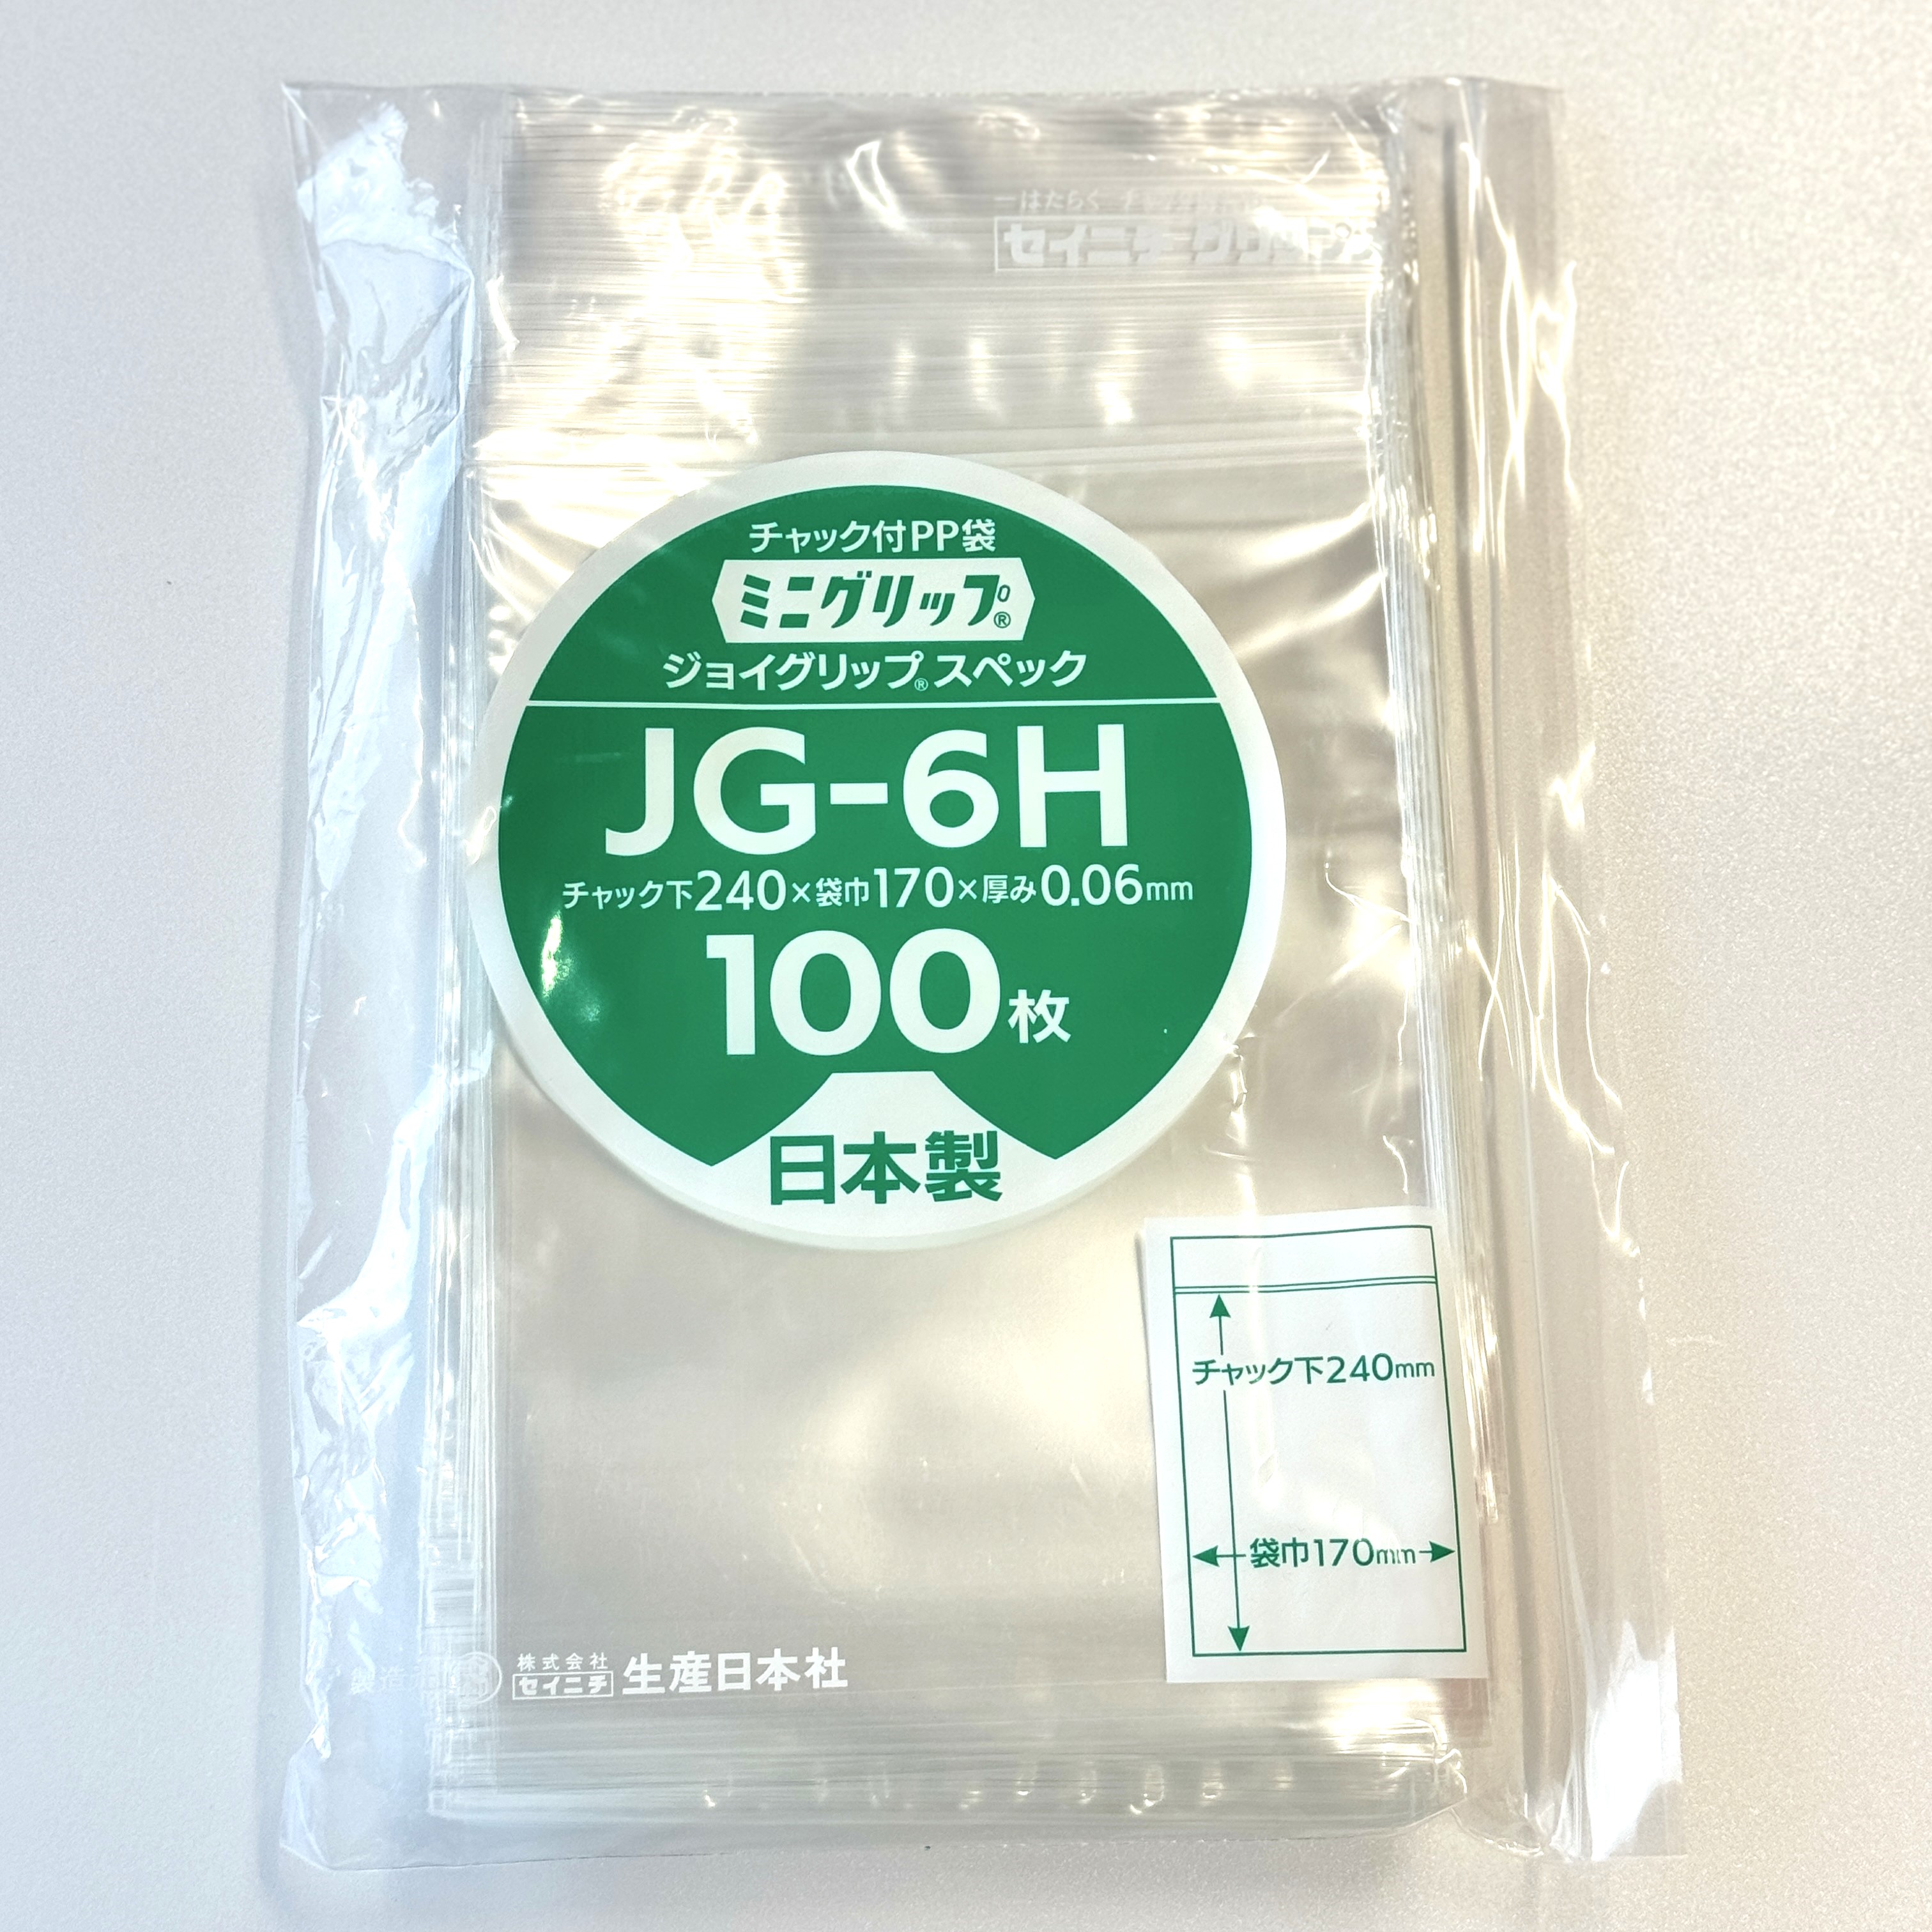 セイニチグリップ
チャック付PP袋
ミニグリップ®
ジョイグリップ®スペック
JG-6H
チャック下240×袋巾170×厚み0.06mm
100枚
日本製
チャック下240mm
袋巾170mm
株式会社
セイニチ 生産日本社